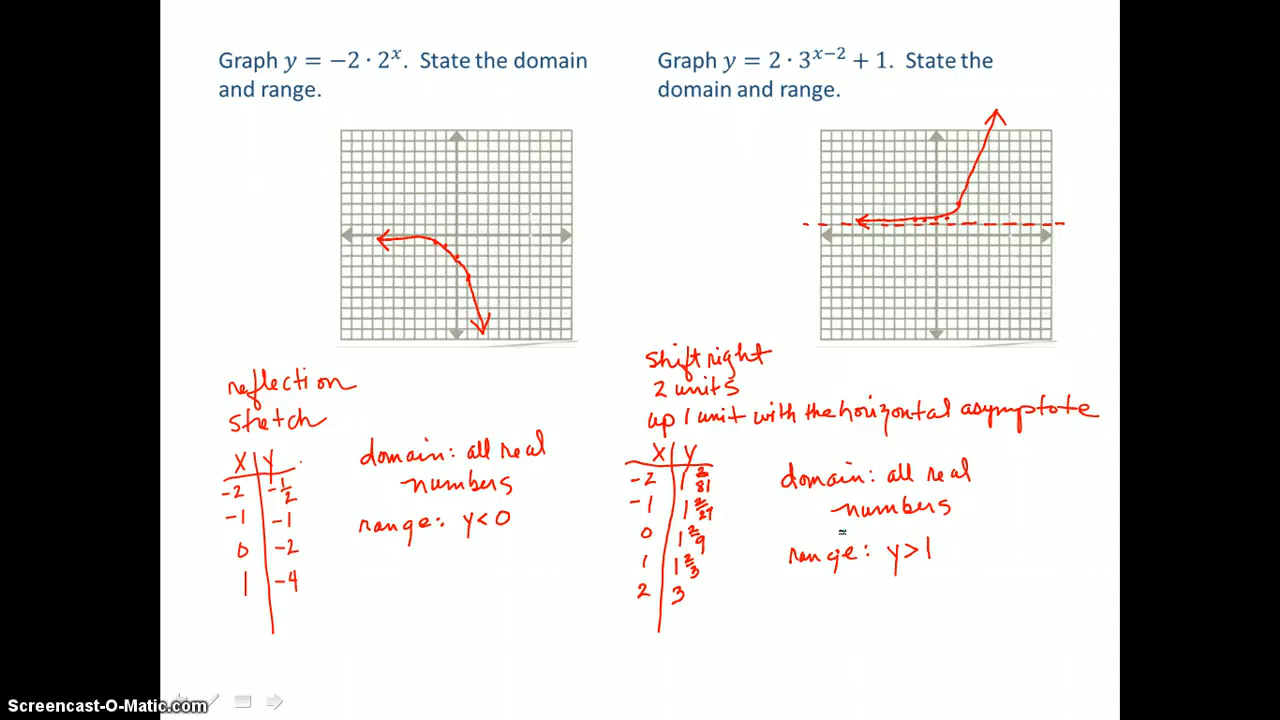 Graph y = −2 · 2ˣ. State the domain
and range.
reflection
stretch
X | Y
-2 | -1/2
-1 | -1
0 | -2
1 | -4
domain: all real
numbers
range: y<0
Graph y = 2 · 3ˣ⁻² + 1. State the
domain and range.
shift right
2 units
up 1 unit with the horizontal asymptote
X | Y
-2 | 1 2/81
-1 | 1 2/27
0 | 1 2/9
1 | 1 2/3
2 | 3
domain: all real
numbers
range: y>1
Screencast-O-Matic.com